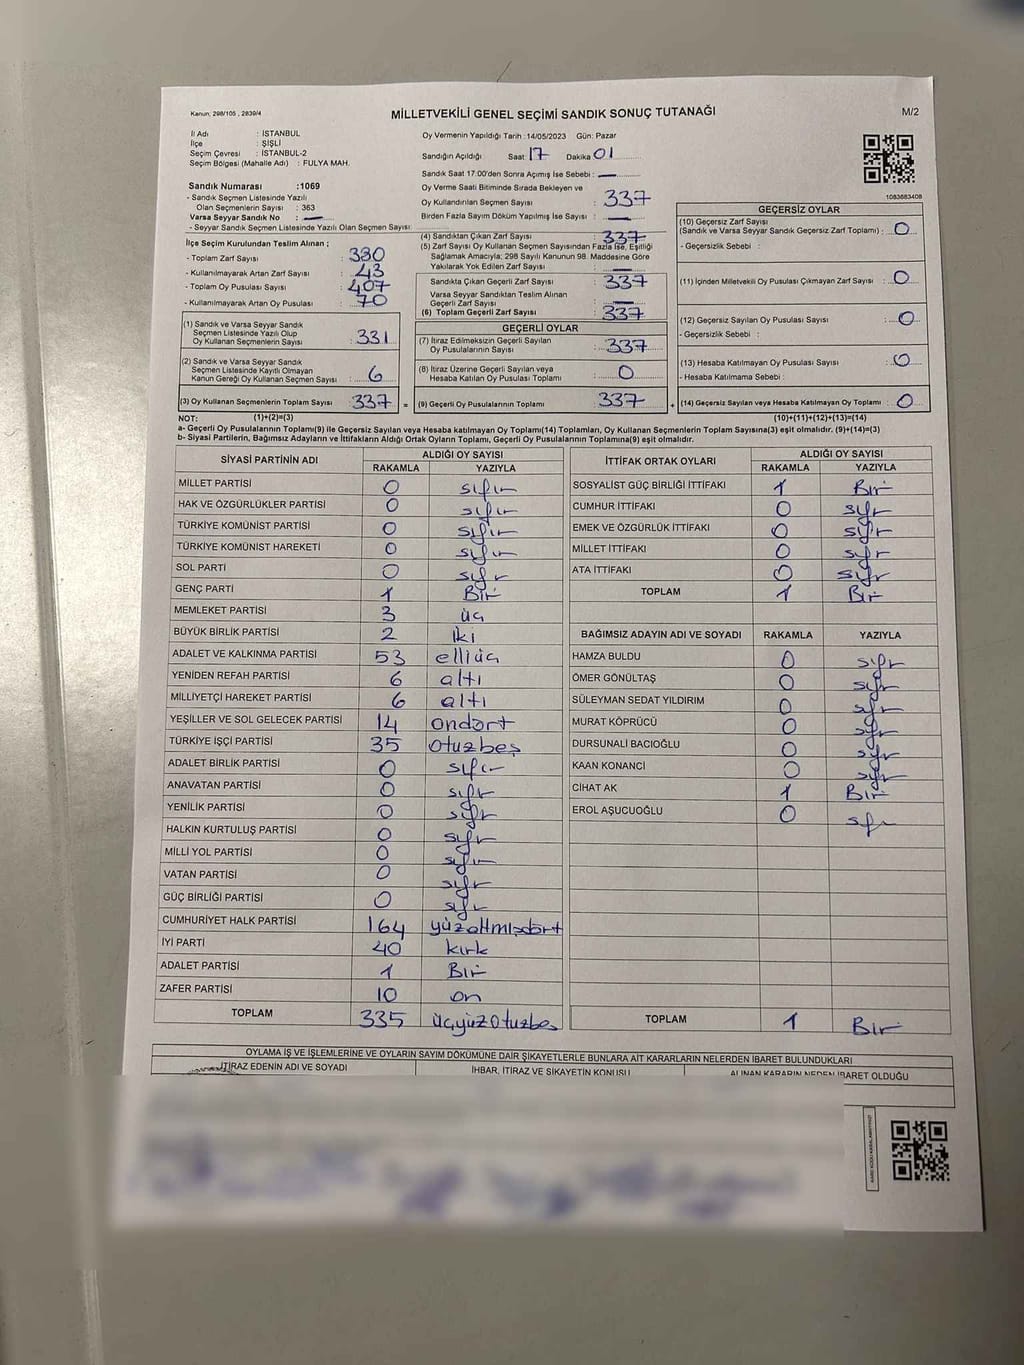 Kanun: 298/105 , 2839/4
MİLLETVEKİLİ GENEL SEÇİMİ SANDIK SONUÇ TUTANAĞI
M/2
İl Adı : İSTANBUL
İlçe : ŞİŞLİ
Seçim Çevresi : İSTANBUL-2
Seçim Bölgesi (Mahalle Adı) : FULYA MAH.
Oy Vermenin Yapıldığı Tarih :14/05/2023 Gün: Pazar
Sandığın Açıldığı Saat 17 Dakika 01
Sandık Saat 17:00'den Sonra Açımış İse Sebebi : —
Oy Verme Saati Bitiminde Sırada Bekleyen ve
Oy Kullandırılan Seçmen Sayısı : 337
Birden Fazla Sayım Döküm Yapılmış İse Sayısı : —
1083683408
Sandık Numarası :1069
- Sandık Seçmen Listesinde Yazılı
Olan Seçmenlerin Sayısı : 363
Varsa Seyyar Sandık No : —
- Seyyar Sandık Seçmen Listesinde Yazılı Olan Seçmen Sayısı:
İlçe Seçim Kurulundan Teslim Alınan ;
- Toplam Zarf Sayısı : 380
- Kullanılmayarak Artan Zarf Sayısı : 43
- Toplam Oy Pusulası Sayısı : 407
- Kullanılmayarak Artan Oy Pusulası : 70
(4) Sandıktan Çıkan Zarf Sayısı : 337
(5) Zarf Sayısı Oy Kullanan Seçmen Sayısından Fazla İse, Eşitliği
Sağlamak Amacıyla; 298 Sayılı Kanunun 98. Maddesine Göre
Yakılarak Yok Edilen Zarf Sayısı : —
Sandıkta Çıkan Geçerli Zarf Sayısı : 337
Varsa Seyyar Sandıktan Teslim Alınan
Geçerli Zarf Sayısı : —
(6) Toplam Geçerli Zarf Sayısı : 337
GEÇERSİZ OYLAR
(10) Geçersiz Zarf Sayısı
(Sandık ve Varsa Seyyar Sandık Geçersiz Zarf Toplamı) : 0
- Geçersizlik Sebebi :
(11) İçinden Milletvekili Oy Pusulası Çıkmayan Zarf Sayısı : 0
(12) Geçersiz Sayılan Oy Pusulası Sayısı : 0
- Geçersizlik Sebebi :
(13) Hesaba Katılmayan Oy Pusulası Sayısı : 0
- Hesaba Katılmama Sebebi :
(1) Sandık ve Varsa Seyyar Sandık
Seçmen Listesinde Yazılı Olup
Oy Kullanan Seçmenlerin Sayısı : 331
(2) Sandık ve Varsa Seyyar Sandık
Seçmen Listesinde Kayıtlı Olmayan
Kanun Gereği Oy Kullanan Seçmen Sayısı : 6
GEÇERLİ OYLAR
(7) İtiraz Edilmeksizin Geçerli Sayılan
Oy Pusulalarının Sayısı : 337
(8) İtiraz Üzerine Geçerli Sayılan veya
Hesaba Katılan Oy Pusulası Toplamı : 0
(3) Oy Kullanan Seçmenlerin Toplam Sayısı : 337 = (9) Geçerli Oy Pusulalarının Toplamı : 337 + (14) Geçersiz Sayılan veya Hesaba Katılmayan Oy Toplamı : 0
NOT: (1)+(2)=(3) (10)+(11)+(12)+(13)=(14)
a- Geçerli Oy Pusulalarının Toplamı(9) ile Geçersiz Sayılan veya Hesaba katılmayan Oy Toplamı(14) Toplamları, Oy Kullanan Seçmenlerin Toplam Sayısına(3) eşit olmalıdır. (9)+(14)=(3)
b- Siyasi Partilerin, Bağımsız Adayların ve İttifakların Aldığı Ortak Oyların Toplamı, Geçerli Oy Pusulalarının Toplamına(9) eşit olmalıdır.
SİYASİ PARTİNİN ADI ALDIĞI OY SAYISI
RAKAMLA YAZIYLA
MİLLET PARTİSİ 0 sıfır
HAK VE ÖZGÜRLÜKLER PARTİSİ 0 sıfır
TÜRKİYE KOMÜNİST PARTİSİ 0 sıfır
TÜRKİYE KOMÜNİST HAREKETİ 0 sıfır
SOL PARTİ 0 sıfır
GENÇ PARTİ 1 Bir
MEMLEKET PARTİSİ 3 üç
BÜYÜK BİRLİK PARTİSİ 2 iki
ADALET VE KALKINMA PARTİSİ 53 elliüç
YENİDEN REFAH PARTİSİ 6 altı
MİLLİYETÇİ HAREKET PARTİSİ 6 altı
YEŞİLLER VE SOL GELECEK PARTİSİ 14 ondört
TÜRKİYE İŞÇİ PARTİSİ 35 otuzbeş
ADALET BİRLİK PARTİSİ 0 sıfır
ANAVATAN PARTİSİ 0 sıfır
YENİLİK PARTİSİ 0 sıfır
HALKIN KURTULUŞ PARTİSİ 0 sıfır
MİLLİ YOL PARTİSİ 0 sıfır
VATAN PARTİSİ 0 sıfır
GÜÇ BİRLİĞİ PARTİSİ 0 sıfır
CUMHURİYET HALK PARTİSİ 164 yüzaltmışdört
İYİ PARTİ 40 kırk
ADALET PARTİSİ 1 Bir
ZAFER PARTİSİ 10 on
TOPLAM 335 üçyüzotuzbeş
İTTİFAK ORTAK OYLARI ALDIĞI OY SAYISI
RAKAMLA YAZIYLA
SOSYALİST GÜÇ BİRLİĞİ İTTİFAKI 1 Bir
CUMHUR İTTİFAKI 0 sıfır
EMEK VE ÖZGÜRLÜK İTTİFAKI 0 sıfır
MİLLET İTTİFAKI 0 sıfır
ATA İTTİFAKI 0 sıfır
TOPLAM 1 Bir
BAĞIMSIZ ADAYIN ADI VE SOYADI RAKAMLA YAZIYLA
HAMZA BULDU 0 sıfır
ÖMER GÖNÜLTAŞ 0 sıfır
SÜLEYMAN SEDAT YILDIRIM 0 sıfır
MURAT KÖPRÜCÜ 0 sıfır
DURSUNALİ BACIOĞLU 0 sıfır
KAAN KONANCİ 0 sıfır
CİHAT AK 1 Bir
EROL AŞUCUOĞLU 0 sıfır
TOPLAM 1 Bir
OYLAMA İŞ VE İŞLEMLERİNE VE OYLARIN SAYIM DÖKÜMÜNE DAİR ŞİKAYETLERLE BUNLARA AİT KARARLARIN NELERDEN İBARET BULUNDUKLARI
İTİRAZ EDENİN ADI VE SOYADI İHBAR, İTİRAZ VE ŞİKAYETİN KONUSU ALINAN KARARIN NEDEN İBARET OLDUĞU